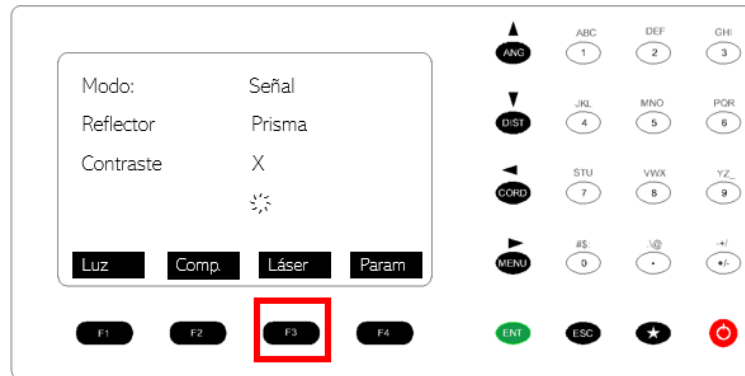 Modo: Señal
Reflector Prisma
Contraste X
Luz Comp. Láser Param
F1 F2 F3 F4
ABC DEF GHI
ANG 1 2 3
JKL MNO PQR
DIST 4 5 6
STU VWX YZ_
CORD 7 8 9
#$: .\@ -+/
MENU 0 . +/-
ENT ESC